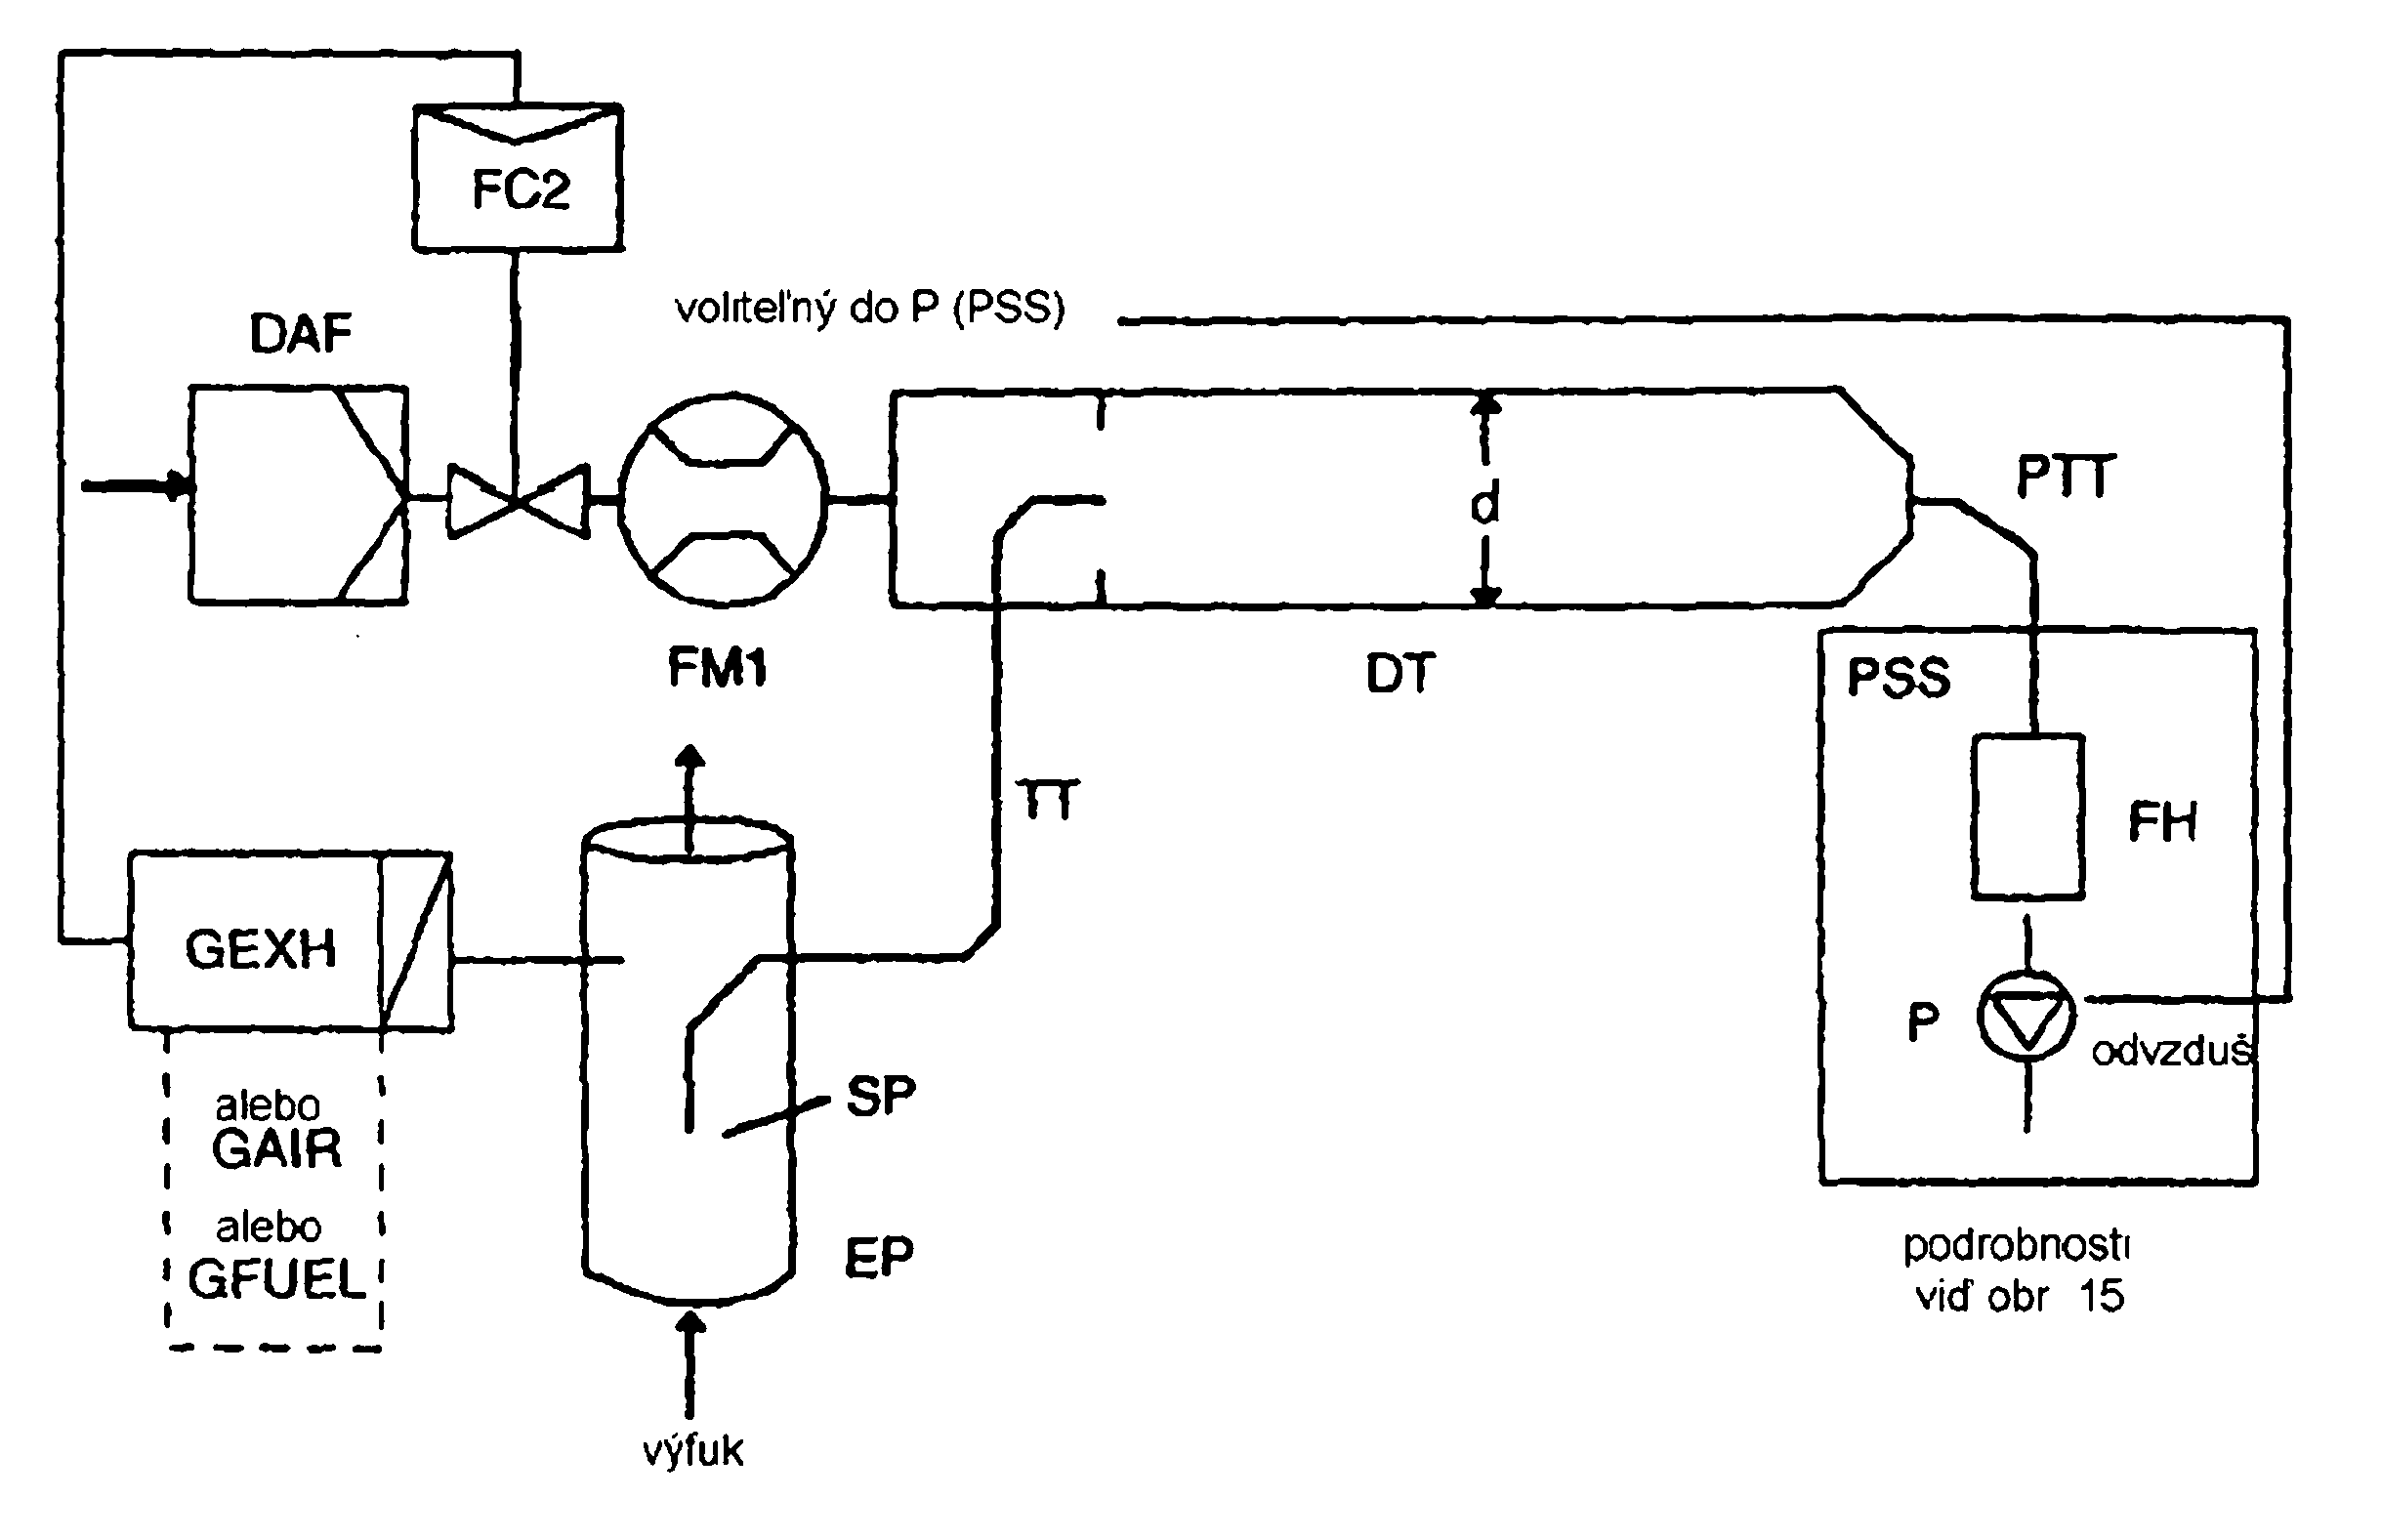 FC2
voliteľný do P (PSS)
DAF
d
PTT
FM1
DT
PSS
TT
FH
GEXH
P
odvzduš
SP
alebo
GAIR
alebo
GFUEL
EP
podrobnosti
viď obr 15
výfuk